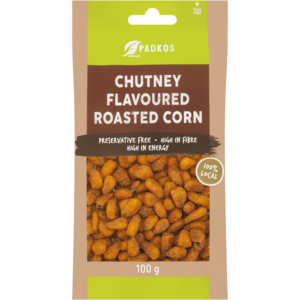 PADKOS
CHUTNEY
FLAVOURED
ROASTED CORN
PRESERVATIVE FREE • HIGH IN FIBRE
HIGH IN ENERGY
100%
LOCAL
100 g